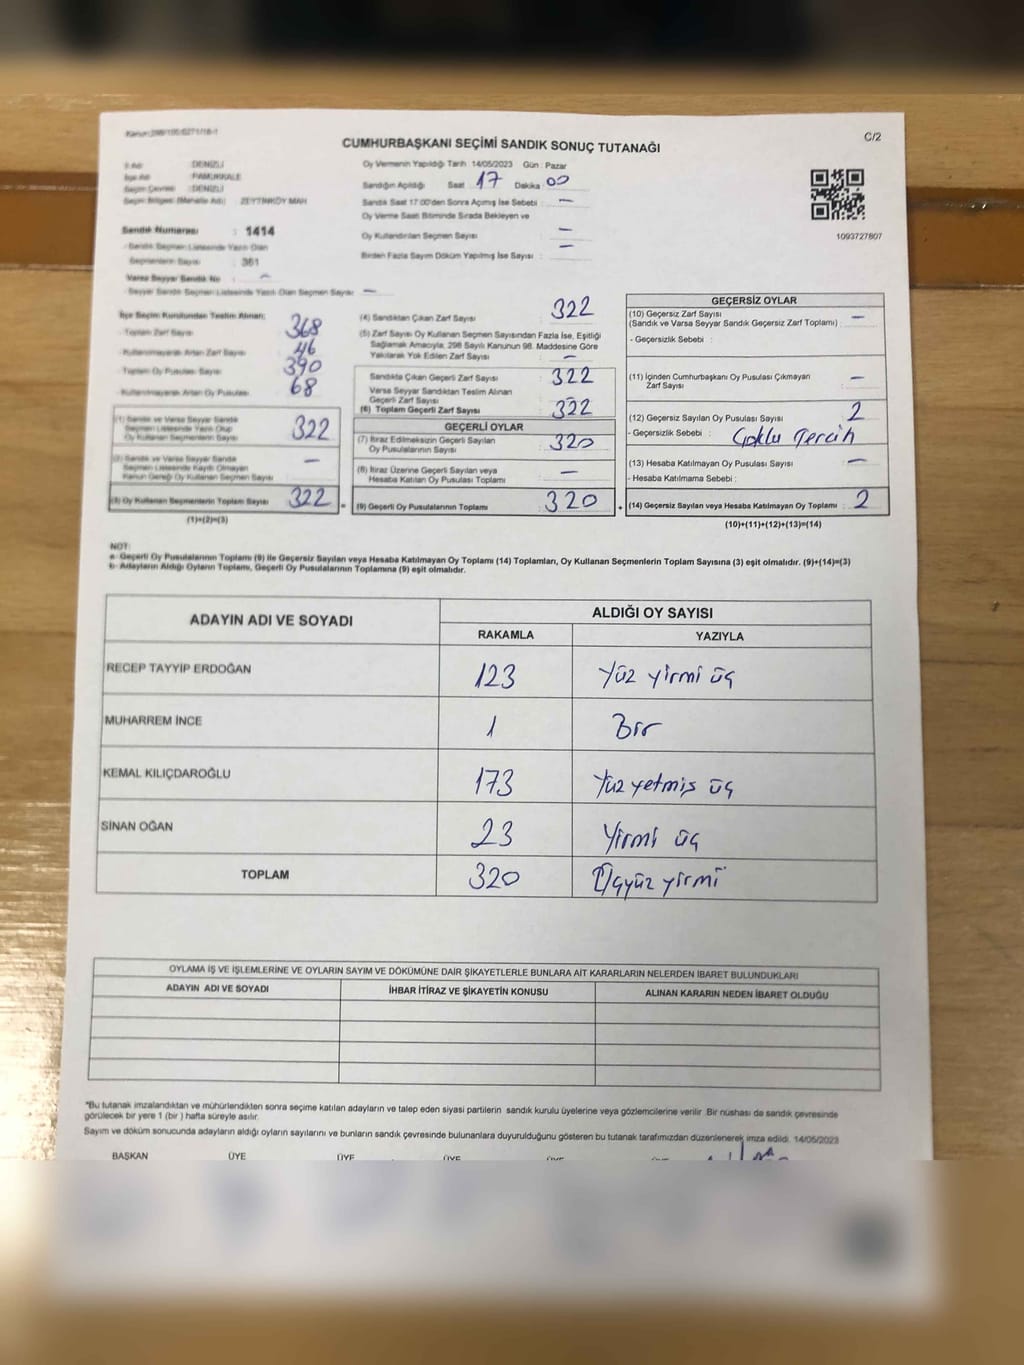 Kanun:298/105/6271/18-1
C/2
CUMHURBAŞKANI SEÇİMİ SANDIK SONUÇ TUTANAĞI
İl Adı : DENİZLİ
İlçe Adı : PAMUKKALE
Seçim Çevresi : DENİZLİ
Seçim Bölgesi (Mahalle Adı) ZEYTİNKÖY MAH
Sandık Numarası : 1414
Sandık Seçmen Listesinde Yazılı Olan
Seçmenlerin Sayısı : 361
Varsa Seyyar Sandık No : –
Seyyar Sandık Seçmen Listesinde Yazılı Olan Seçmen Sayısı –
Oy Vermenin Yapıldığı Tarih 14/05/2023 Gün : Pazar
Sandığın Açıldığı Saat 17 Dakika 00
Sandık Saat 17:00'den Sonra Açımış İse Sebebi : –
Oy Verme Saati Bitiminde Sırada Bekleyen ve
Oy Kullandırılan Seçmen Sayısı –
Birden Fazla Sayım Döküm Yapılmış İse Sayısı : –
1093727807
İlçe Seçim Kurulundan Teslim Alınan;
Toplam Zarf Sayısı 368
Kullanılmayarak Artan Zarf Sayısı 46
Toplam Oy Pusulası Sayısı 390
Kullanılmayarak Artan Oy Pusulası 68
(1) Sandık ve Varsa Seyyar Sandık
Seçmen Listesinde Yazılı Olup
Oy Kullanan Seçmenlerin Sayısı 322
(2) Sandık ve Varsa Seyyar Sandık
Seçmen Listesinde Kayıtlı Olmayan
Kanun Gereği Oy Kullanan Seçmen Sayısı –
(3) Oy Kullanan Seçmenlerin Toplam Sayısı 322 =
(1)+(2)=(3)
(4) Sandıktan Çıkan Zarf Sayısı 322
(5) Zarf Sayısı Oy Kullanan Seçmen Sayısından Fazla İse, Eşitliği
Sağlamak Amacıyla, 298 Sayılı Kanunun 98. Maddesine Göre
Yakılarak Yok Edilen Zarf Sayısı : –
Sandıkta Çıkan Geçerli Zarf Sayısı 322
Varsa Seyyar Sandıktan Teslim Alınan
Geçerli Zarf Sayısı
(6) Toplam Geçerli Zarf Sayısı 322
GEÇERLİ OYLAR
(7) İtiraz Edilmeksizin Geçerli Sayılan
Oy Pusulalarının Sayısı 320
(8) İtiraz Üzerine Geçerli Sayılan veya
Hesaba Katılan Oy Pusulası Toplamı –
(9) Geçerli Oy Pusulalarının Toplamı 320 +
GEÇERSİZ OYLAR
(10) Geçersiz Zarf Sayısı
(Sandık ve Varsa Seyyar Sandık Geçersiz Zarf Toplamı) : –
- Geçersizlik Sebebi :
(11) İçinden Cumhurbaşkanı Oy Pusulası Çıkmayan
Zarf Sayısı –
(12) Geçersiz Sayılan Oy Pusulası Sayısı 2
- Geçersizlik Sebebi : Çoklu Tercih
(13) Hesaba Katılmayan Oy Pusulası Sayısı –
- Hesaba Katılmama Sebebi :
(14) Geçersiz Sayılan veya Hesaba Katılmayan Oy Toplamı : 2
(10)+(11)+(12)+(13)=(14)
NOT:
a- Geçerli Oy Pusulalarının Toplamı (9) ile Geçersiz Sayılan veya Hesaba Katılmayan Oy Toplamı (14) Toplamları, Oy Kullanan Seçmenlerin Toplam Sayısına (3) eşit olmalıdır. (9)+(14)=(3)
b- Adayların Aldığı Oyların Toplamı, Geçerli Oy Pusulalarının Toplamına (9) eşit olmalıdır.
ADAYIN ADI VE SOYADI
ALDIĞI OY SAYISI
RAKAMLA YAZIYLA
RECEP TAYYİP ERDOĞAN 123 Yüz yirmi üç
MUHARREM İNCE 1 Bir
KEMAL KILIÇDAROĞLU 173 Yüz yetmiş üç
SİNAN OĞAN 23 Yirmi üç
TOPLAM 320 Üçyüz yirmi
OYLAMA İŞ VE İŞLEMLERİNE VE OYLARIN SAYIM VE DÖKÜMÜNE DAİR ŞİKAYETLERLE BUNLARA AİT KARARLARIN NELERDEN İBARET BULUNDUKLARI
ADAYIN ADI VE SOYADI İHBAR İTİRAZ VE ŞİKAYETİN KONUSU ALINAN KARARIN NEDEN İBARET OLDUĞU
*Bu tutanak imzalandıktan ve mühürlendikten sonra seçime katılan adayların ve talep eden siyasi partilerin sandık kurulu üyelerine veya gözlemcilerine verilir. Bir nüshası da sandık çevresinde
görülecek bir yere 1 (bir) hafta süreyle asılır.
Sayım ve döküm sonucunda adayların aldığı oyların sayılarını ve bunların sandık çevresinde bulunanlara duyurulduğunu gösteren bu tutanak tarafımızdan düzenlenerek imza edildi. 14/05/2023
BAŞKAN ÜYE ÜYE ÜYE ÜYE ÜYE